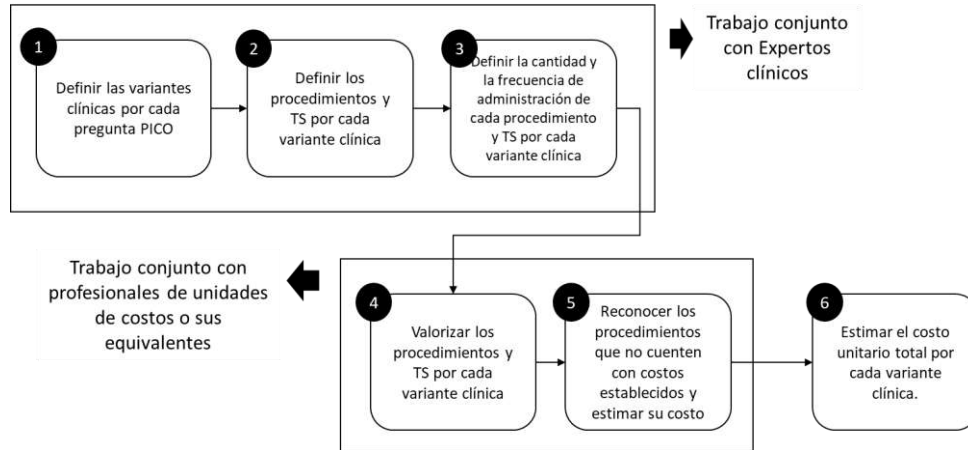 1
Definir las variantes
clínicas por cada
pregunta PICO
2
Definir los
procedimientos y
TS por cada
variante clínica
3
Definir la cantidad y
la frecuencia de
administración de
cada procedimiento
y TS por cada
variante clínica
Trabajo conjunto
con Expertos
clínicos
Trabajo conjunto con
profesionales de unidades
de costos o sus
equivalentes
4
Valorizar los
procedimientos y
TS por cada
variante clínica
5
Reconocer los
procedimientos
que no cuenten
con costos
establecidos y
estimar su costo
6
Estimar el costo
unitario total por
cada variante
clínica.